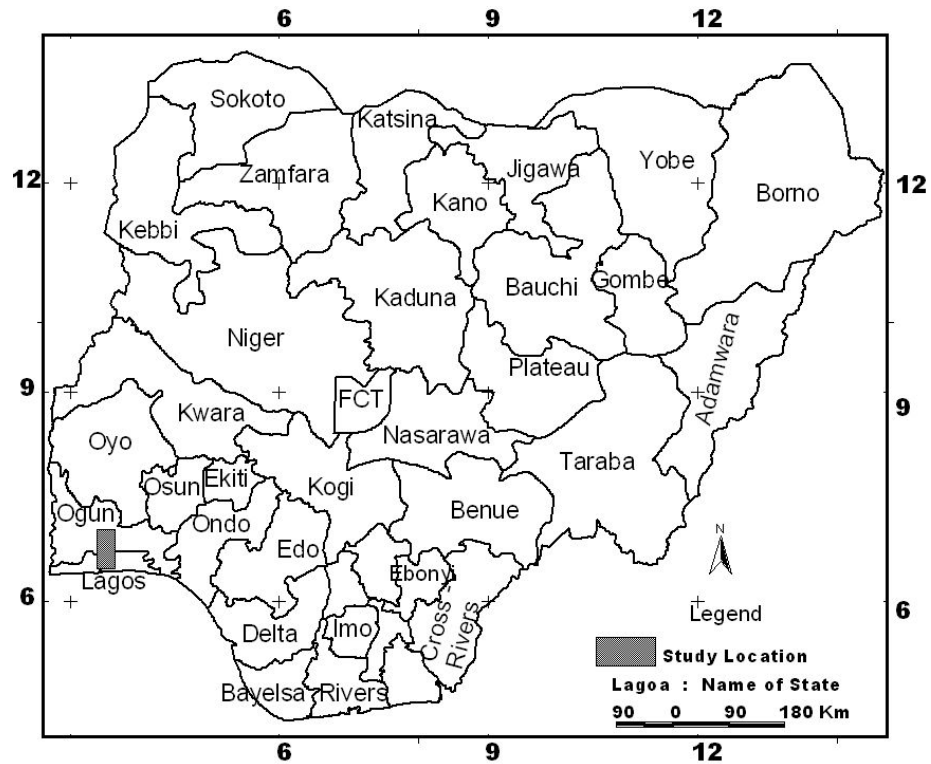 6 9 12
Sokoto
Katsina
Zamfara
Jigawa
Yobe
12
12
Borno
Kano
Kebbi
Kaduna
Bauchi
Gombe
Niger
Adamwara
Plateau
9
FCT
9
Kwara
Nasarawa
Oyo
Taraba
Osun
Ekiti
Kogi
Ogun
Ondo
Benue
Edo
N
Lagos
Ebony
6
6
Cross -
Rivers
Legend
Delta
Imo
Study Location
Bayelsa
Rivers
Lagoa : Name of State
90 0 90 180 Km
6 9 12